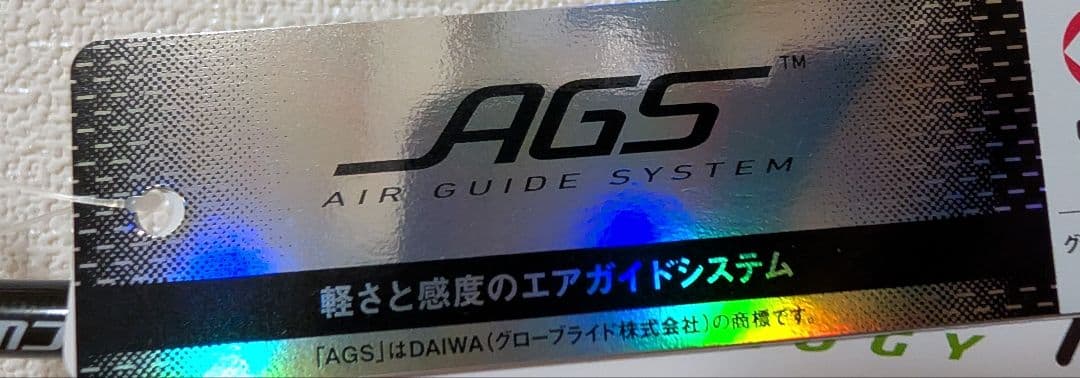 AGS™
AIR GUIDE SYSTEM
軽さと感度のエアガイドシステム
「AGS」はDAIWA(グローブライド株式会社)の商標です。
OGY
グ